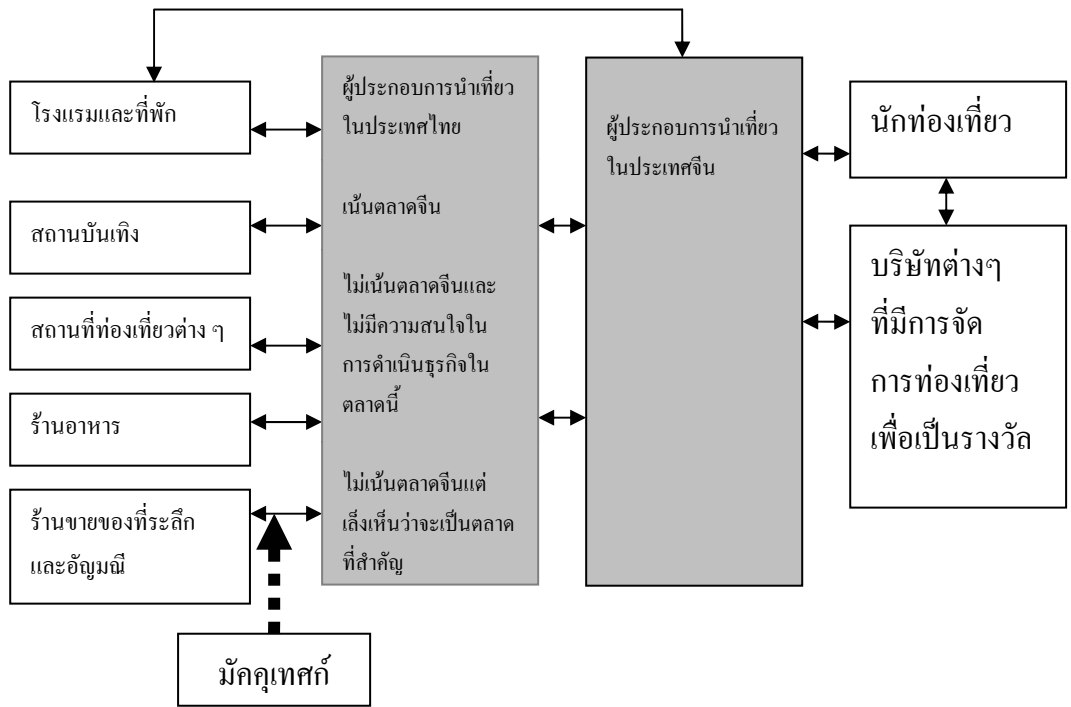 โรงแรมและที่พัก
สถานบันเทิง
สถานที่ท่องเที่ยวต่าง ๆ
ร้านอาหาร
ร้านขายของที่ระลึก
และอัญมณี
มัคคุเทศก์
ผู้ประกอบการนำเที่ยว
ในประเทศไทย
เน้นตลาดจีน
ไม่เน้นตลาดจีนและ
ไม่มีความสนใจใน
การดำเนินธุรกิจใน
ตลาดนี้
ไม่เน้นตลาดจีนแต่
เล็งเห็นว่าจะเป็นตลาด
ที่สำคัญ
ผู้ประกอบการนำเที่ยว
ในประเทศจีน
นักท่องเที่ยว
บริษัทต่างๆ
ที่มีการจัด
การท่องเที่ยว
เพื่อเป็นรางวัล